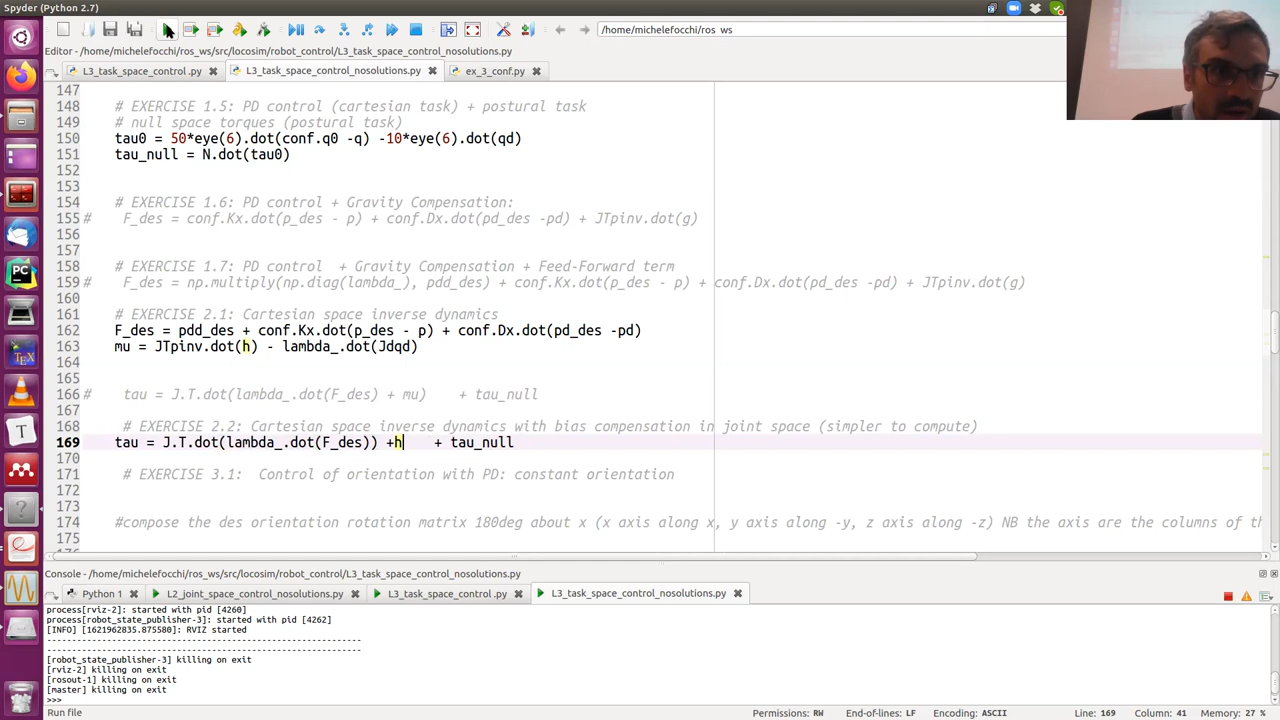 Spyder (Python 2.7)
/home/michelefocchi/ros_ws
Editor - /home/michelefocchi/ros_ws/src/locosim/robot_control/L3_task_space_control_nosolutions.py
L3_task_space_control .py
L3_task_space_control_nosolutions.py
ex_3_conf.py
147
148 # EXERCISE 1.5: PD control (cartesian task) + postural task
149 # null space torques (postural task)
150 tau0 = 50*eye(6).dot(conf.q0 -q) -10*eye(6).dot(qd)
151 tau_null = N.dot(tau0)
152
153
154 # EXERCISE 1.6: PD control + Gravity Compensation:
155 # F_des = conf.Kx.dot(p_des - p) + conf.Dx.dot(pd_des -pd) + JTpinv.dot(g)
156
157
158 # EXERCISE 1.7: PD control + Gravity Compensation + Feed-Forward term
159 # F_des = np.multiply(np.diag(lambda_), pdd_des) + conf.Kx.dot(p_des - p) + conf.Dx.dot(pd_des -pd) + JTpinv.dot(g)
160
161 # EXERCISE 2.1: Cartesian space inverse dynamics
162 F_des = pdd_des + conf.Kx.dot(p_des - p) + conf.Dx.dot(pd_des -pd)
163 mu = JTpinv.dot(h) - lambda_.dot(Jdqd)
164
165
166 # tau = J.T.dot(lambda_.dot(F_des) + mu) + tau_null
167
168 # EXERCISE 2.2: Cartesian space inverse dynamics with bias compensation in joint space (simpler to compute)
169 tau = J.T.dot(lambda_.dot(F_des)) +h + tau_null
170
171 # EXERCISE 3.1: Control of orientation with PD: constant orientation
172
173
174 #compose the des orientation rotation matrix 180deg about x (x axis along x, y axis along -y, z axis along -z) NB the axis are the columns of th
175
Console - /home/michelefocchi/ros_ws/src/locosim/robot_control/L3_task_space_control_nosolutions.py
Python 1
L2_joint_space_control_nosolutions.py
L3_task_space_control .py
L3_task_space_control_nosolutions.py
process[rviz-2]: started with pid [4260]
process[robot_state_publisher-3]: started with pid [4262]
[INFO] [1621962835.875580]: RVIZ started
--------------------------------------------------------------
--------------------------------------------------------------
[robot_state_publisher-3] killing on exit
[rviz-2] killing on exit
[rosout-1] killing on exit
[master] killing on exit
>>>
Run file
Permissions: RW
End-of-lines: LF
Encoding: ASCII
Line: 169
Column: 41
Memory: 27 %